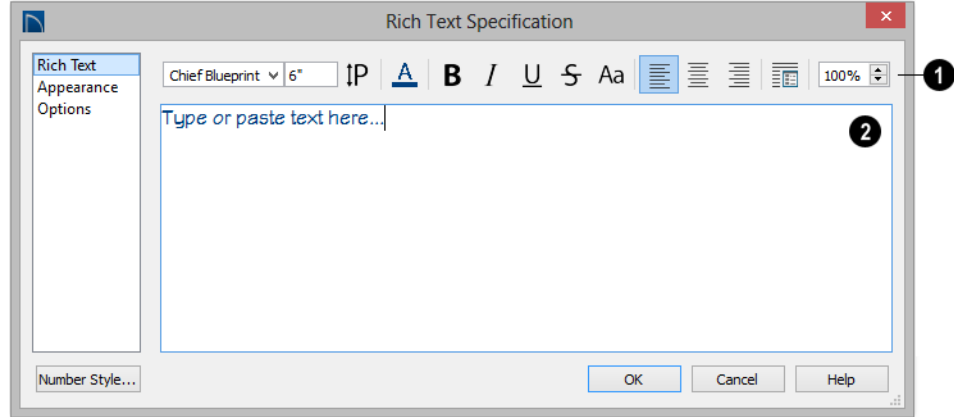 Rich Text Specification
Rich Text
Appearance
Options
Chief Blueprint 6" P A B I U S Aa 100% 1
Type or paste text here...
2
Number Style...
OK Cancel Help